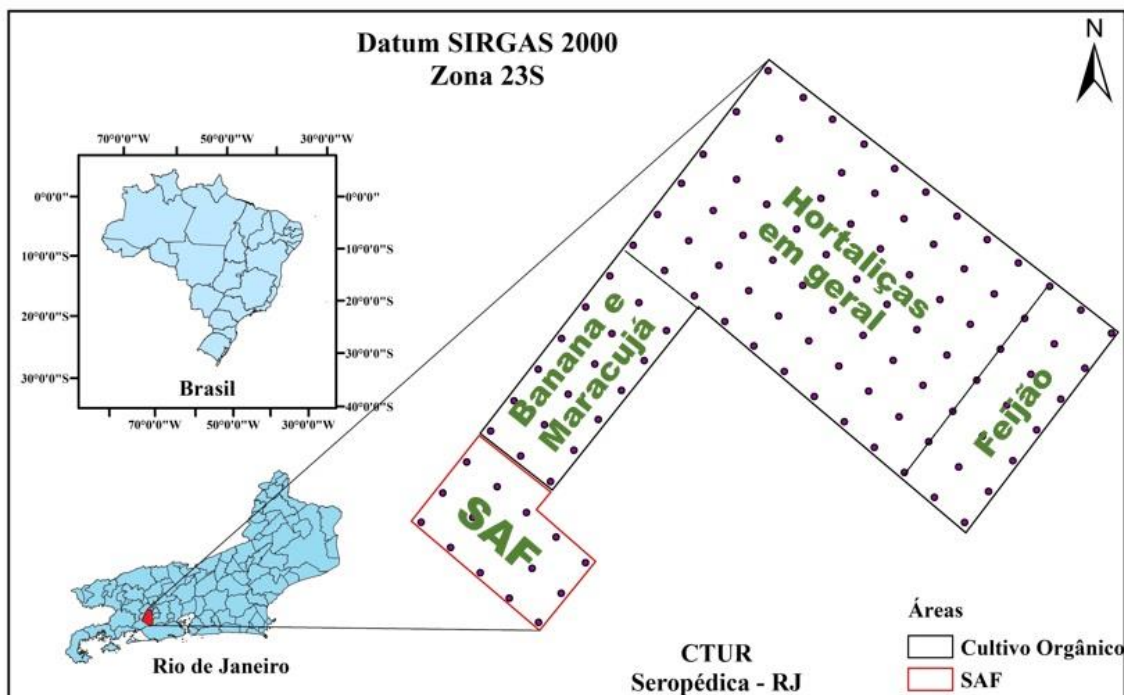 Datum SIRGAS 2000
Zona 23S
N
70°0'0"W 50°0'0"W 30°0'0"W
0°0'0" 0°0'0"
10°0'0"S 10°0'0"S
20°0'0"S 20°0'0"S
30°0'0"S 30°0'0"S
40°0'0"S
Brasil
70°0'0"W 50°0'0"W 30°0'0"W
Hortaliças
em geral
Banana e
Maracujá
Feijão
SAF
Rio de Janeiro
CTUR
Seropédica - RJ
Áreas
Cultivo Orgânico
SAF